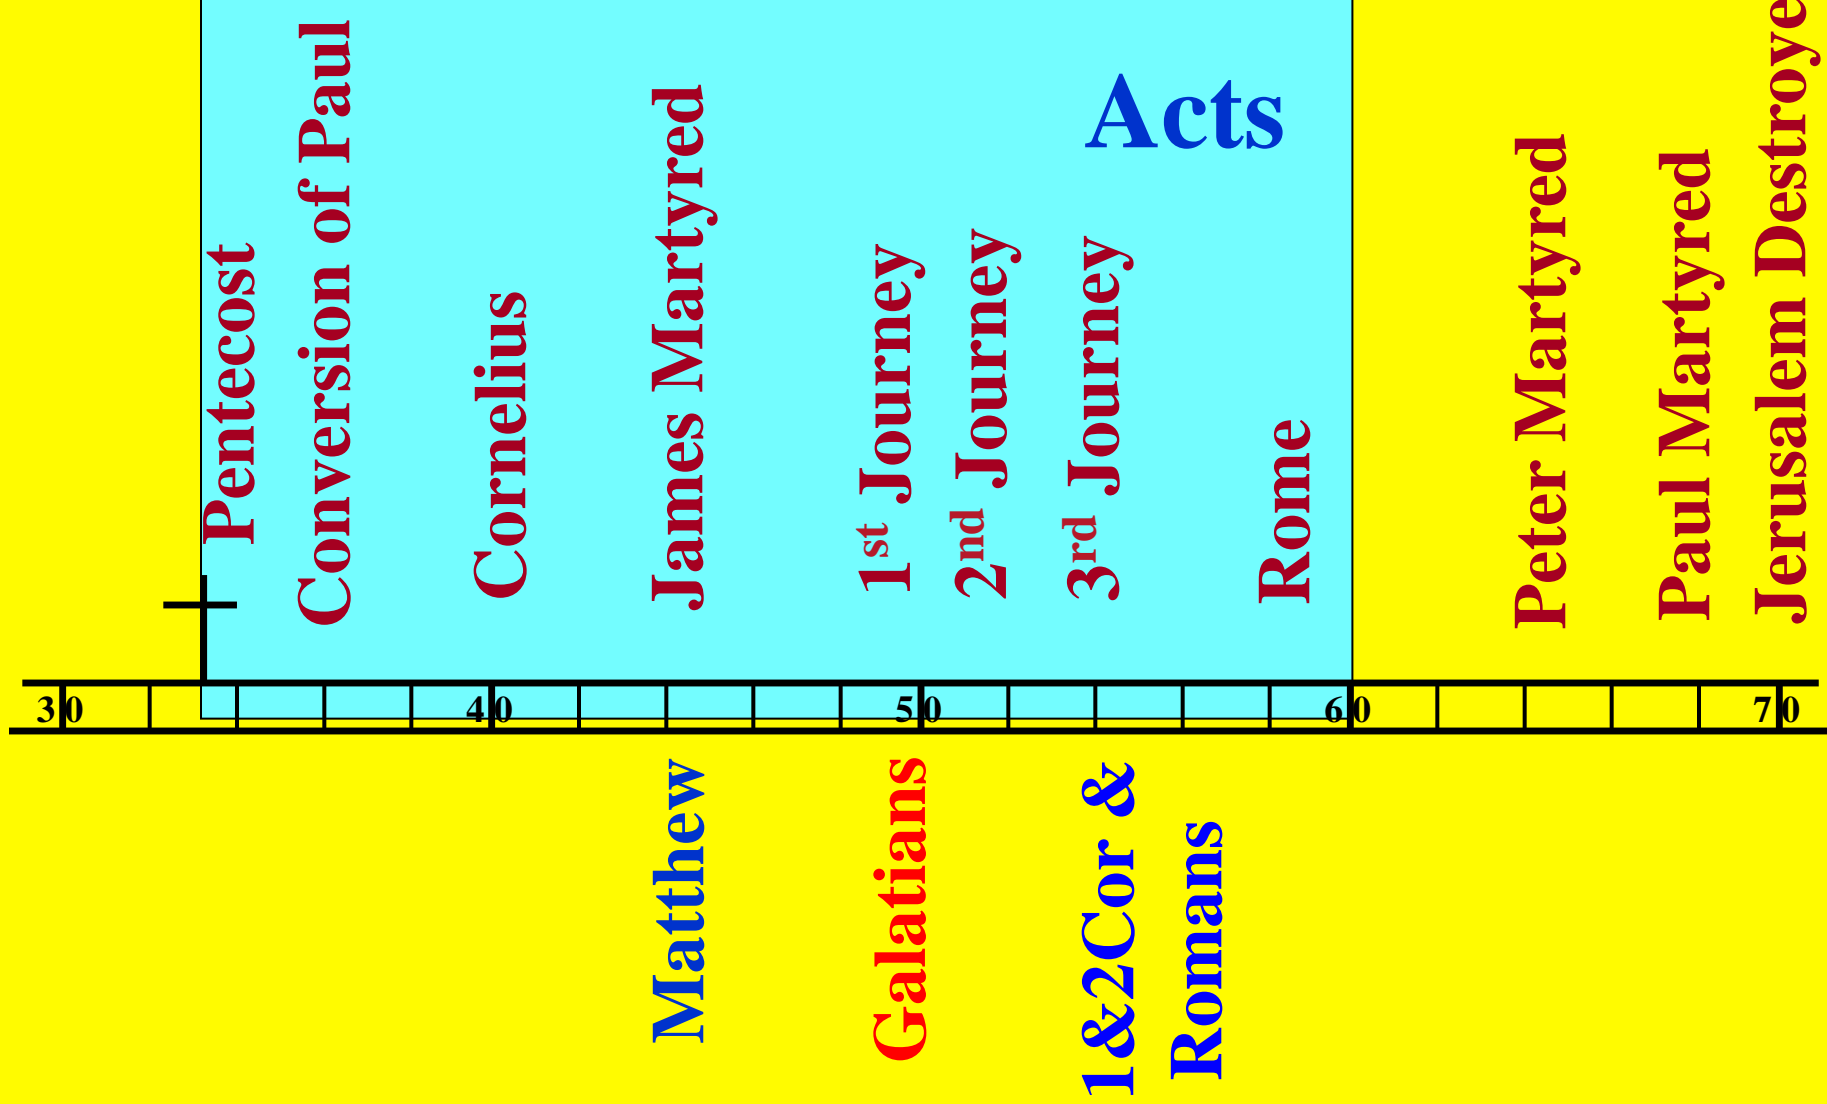 Acts
Pentecost
Conversion of Paul
Cornelius
James Martyred
1st Journey
2nd Journey
3rd Journey
Rome
Peter Martyred
Paul Martyred
Jerusalem Destroye
30
40
50
60
70
Matthew
Galatians
1&2Cor &
Romans